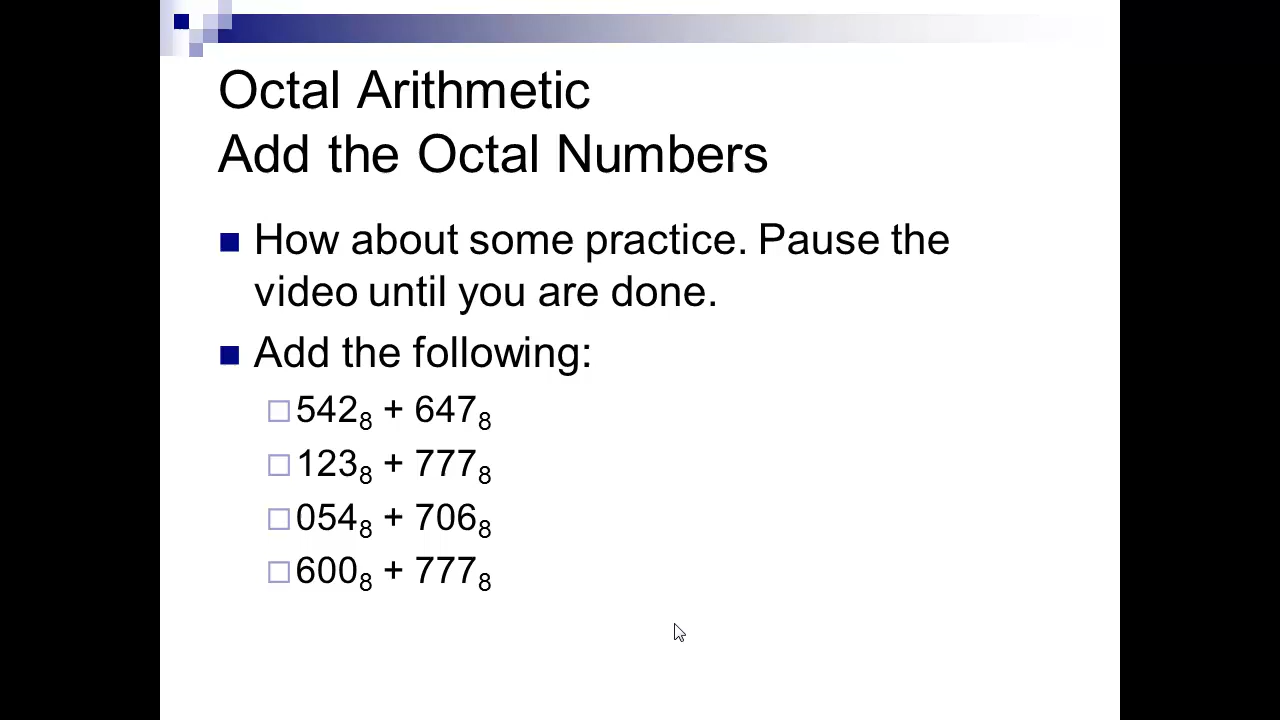 Octal Arithmetic
Add the Octal Numbers
How about some practice. Pause the
video until you are done.
Add the following:
542₈ + 647₈
123₈ + 777₈
054₈ + 706₈
600₈ + 777₈